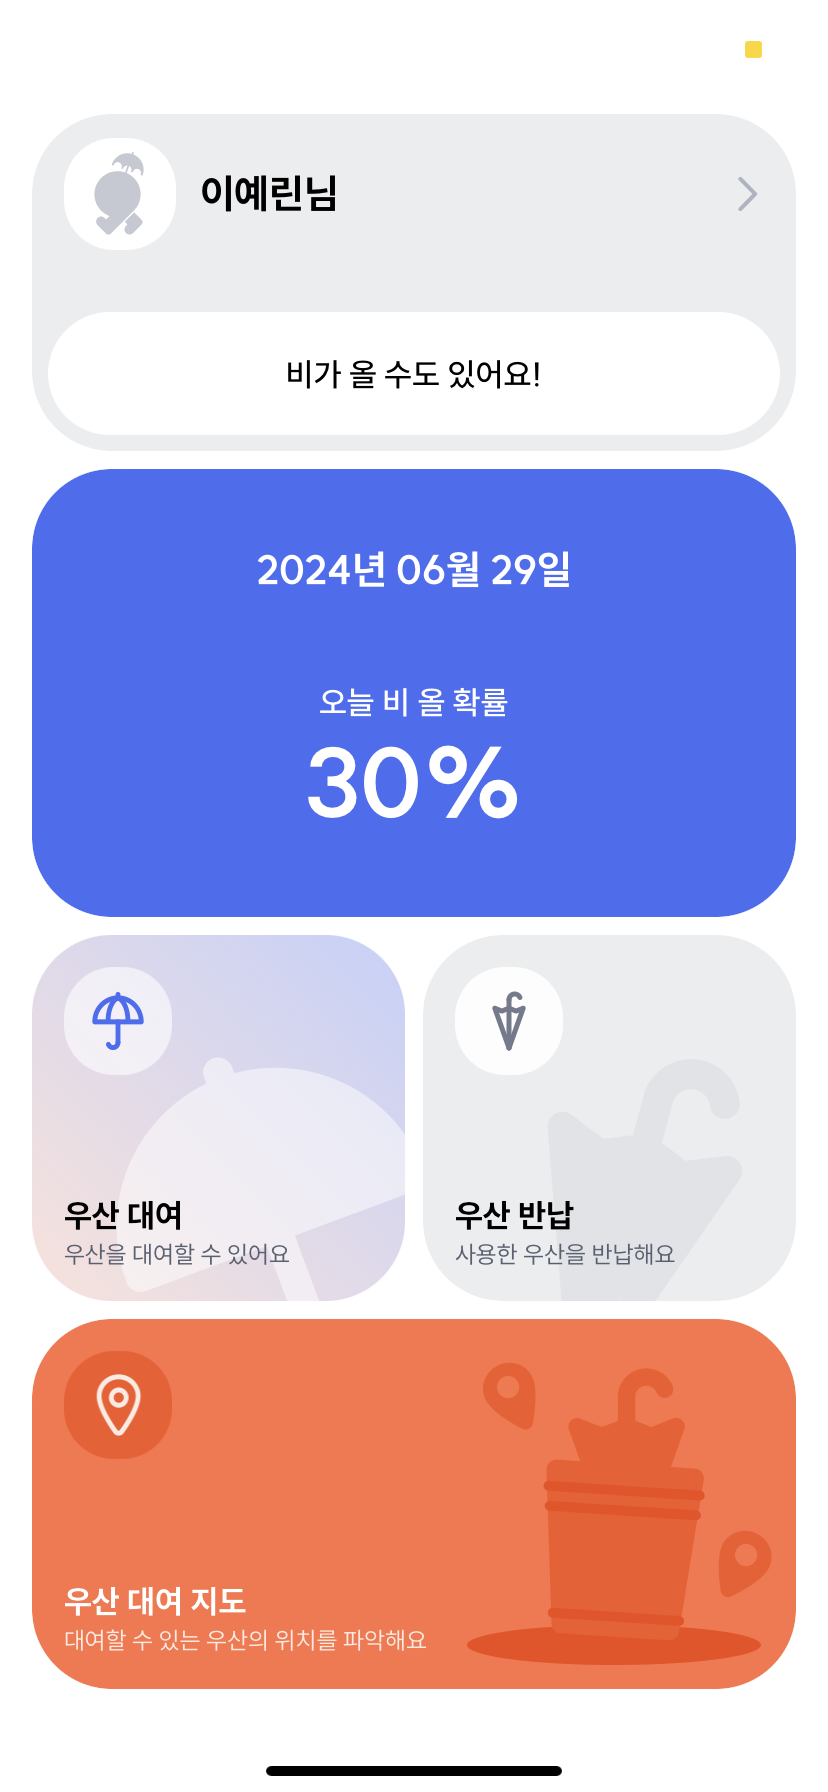 이예린님
비가 올 수도 있어요!
2024년 06월 29일
오늘 비 올 확률
30%
우산 대여
우산을 대여할 수 있어요
우산 반납
사용한 우산을 반납해요
우산 대여 지도
대여할 수 있는 우산의 위치를 파악해요